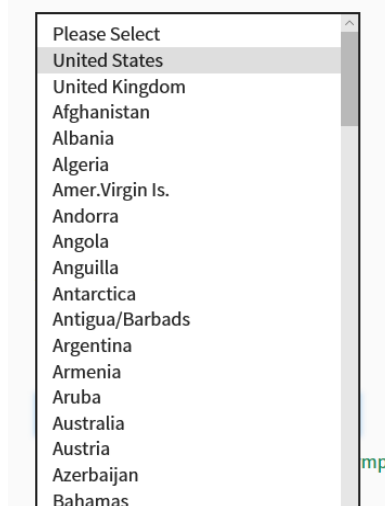 Please Select
United States
United Kingdom
Afghanistan
Albania
Algeria
Amer.Virgin Is.
Andorra
Angola
Anguilla
Antarctica
Antigua/Barbads
Argentina
Armenia
Aruba
Australia
Austria
Azerbaijan
Bahamas